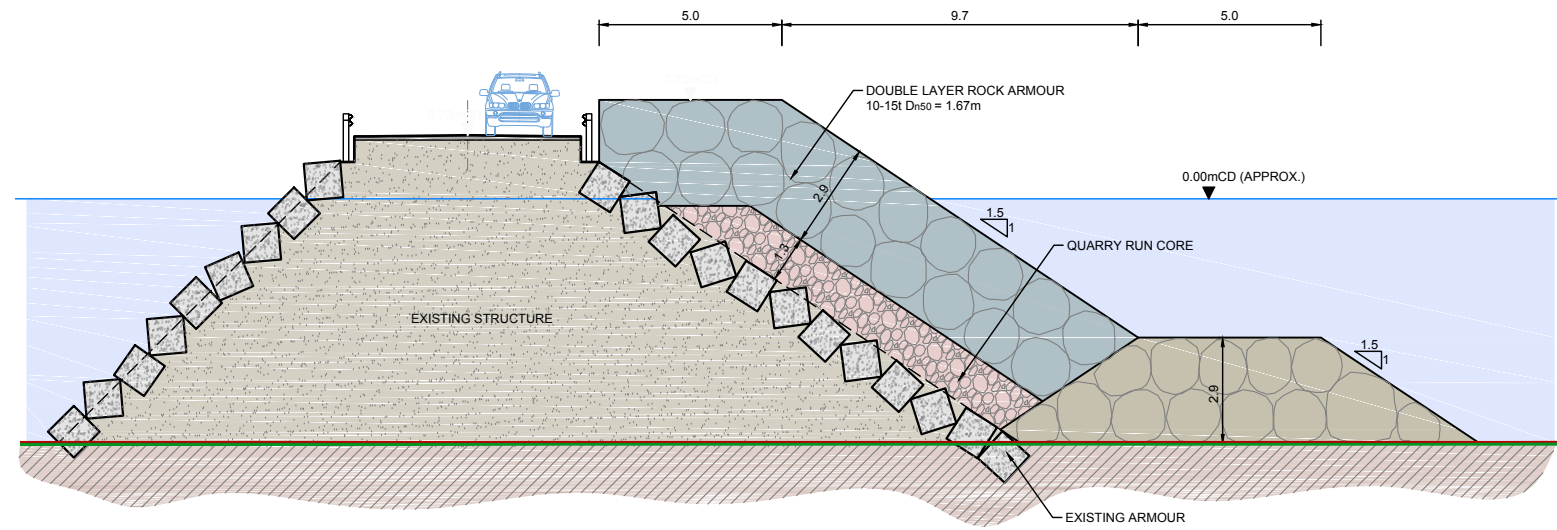 5.0
9.7
5.0
DOUBLE LAYER ROCK ARMOUR
10-15t Dn50 = 1.67m
0.00mCD (APPROX.)
2.9
1.5
1
1.3
QUARRY RUN CORE
EXISTING STRUCTURE
1.5
1
2.9
EXISTING ARMOUR